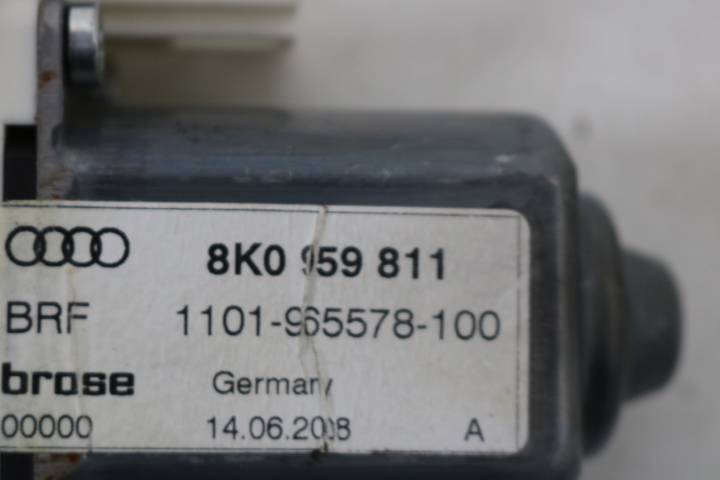 8K0 959 811
BRF 1101-965578-100
brose Germany
00000 14.06.2008 A